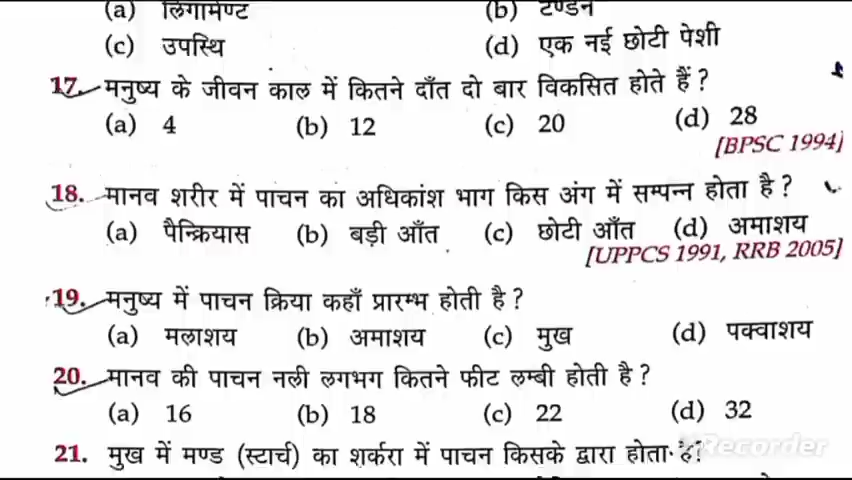 (a) लिगामेण्ट (b) टेण्डन
(c) उपस्थि (d) एक नई छोटी पेशी
17. मनुष्य के जीवन काल में कितने दाँत दो बार विकसित होते हैं ?
(a) 4 (b) 12 (c) 20 (d) 28
[BPSC 1994]
18. मानव शरीर में पाचन का अधिकांश भाग किस अंग में सम्पन्न होता है ?
(a) पैन्क्रियास (b) बड़ी आँत (c) छोटी आँत (d) अमाशय
[UPPCS 1991, RRB 2005]
19. मनुष्य में पाचन क्रिया कहाँ प्रारम्भ होती है ?
(a) मलाशय (b) अमाशय (c) मुख (d) पक्वाशय
20. मानव की पाचन नली लगभग कितने फीट लम्बी होती है ?
(a) 16 (b) 18 (c) 22 (d) 32
21. मुख में मण्ड (स्टार्च) का शर्करा में पाचन किसके द्वारा होता है?
Recorder